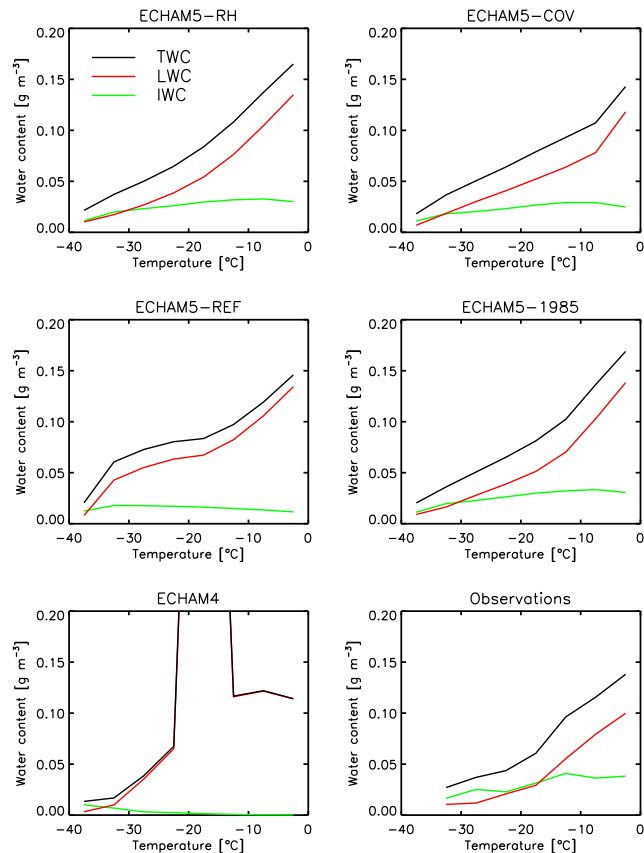 ECHAM5-RH
ECHAM5-COV
Water content [g m⁻³]
0.20
0.15
0.10
0.05
0.00
TWC
LWC
IWC
-40 -30 -20 -10 0
Temperature [°C]
Water content [g m⁻³]
0.20
0.15
0.10
0.05
0.00
-40 -30 -20 -10 0
Temperature [°C]
ECHAM5-REF
ECHAM5-1985
Water content [g m⁻³]
0.20
0.15
0.10
0.05
0.00
-40 -30 -20 -10 0
Temperature [°C]
Water content [g m⁻³]
0.20
0.15
0.10
0.05
0.00
-40 -30 -20 -10 0
Temperature [°C]
ECHAM4
Observations
Water content [g m⁻³]
0.20
0.15
0.10
0.05
0.00
-40 -30 -20 -10 0
Temperature [°C]
Water content [g m⁻³]
0.20
0.15
0.10
0.05
0.00
-40 -30 -20 -10 0
Temperature [°C]